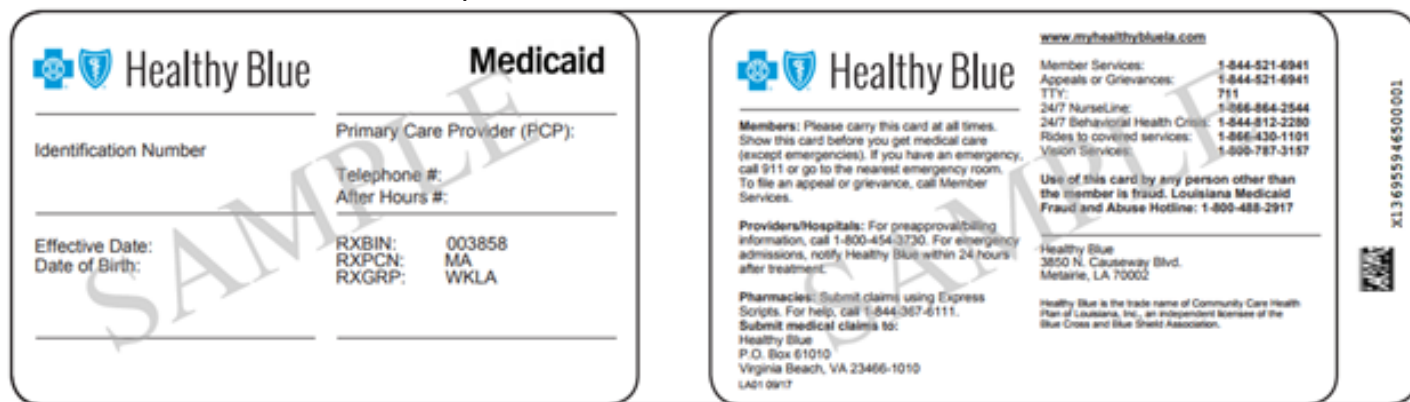 Healthy Blue
Medicaid
Identification Number
Primary Care Provider (PCP):
Telephone #:
After Hours #:
Effective Date:
Date of Birth:
RXBIN: 003858
RXPCN: MA
RXGRP: WKLA
SAMPLE
Healthy Blue
Members: Please carry this card at all times.
Show this card before you get medical care
(except emergencies). If you have an emergency,
call 911 or go to the nearest emergency room.
To file an appeal or grievance, call Member
Services.
Providers/Hospitals: For preapproval/billing
information, call 1-800-454-3730. For emergency
admissions, notify Healthy Blue within 24 hours
after treatment.
Pharmacies: Submit claims using Express
Scripts. For help, call 1-844-367-6111.
Submit medical claims to:
Healthy Blue
P.O. Box 61010
Virginia Beach, VA 23466-1010
LA01 09/17
www.myhealthybluela.com
Member Services: 1-844-521-6941
Appeals or Grievances: 1-844-521-6941
TTY: 711
24/7 NurseLine: 1-866-864-2544
24/7 Behavioral Health Crisis: 1-844-812-2280
Rides to covered services: 1-866-430-1101
Vision Services: 1-800-787-3157
Use of this card by any person other than
the member is fraud. Louisiana Medicaid
Fraud and Abuse Hotline: 1-800-488-2917
Healthy Blue
3850 N. Causeway Blvd.
Metairie, LA 70002
Healthy Blue is the trade name of Community Care Health
Plan of Louisiana, Inc., an independent licensee of the
Blue Cross and Blue Shield Association.
SAMPLE
X136955946500001